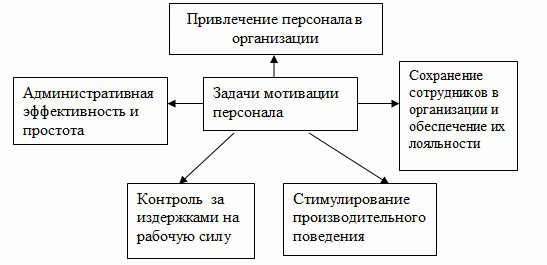 Привлечение персонала в
организации
Административная
эффективность и
простота
Задачи мотивации
персонала
Сохранение
сотрудников в
организации и
обеспечение их
лояльности
Контроль за
издержками на
рабочую силу
Стимулирование
производительного
поведения